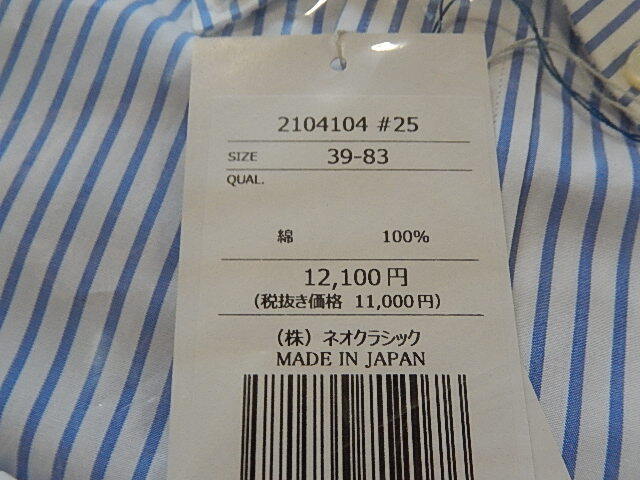 2104104 #25
SIZE 39-83
QUAL.
綿 100%
12,100円
(税抜き価格 11,000円)
(株) ネオクラシック
MADE IN JAPAN